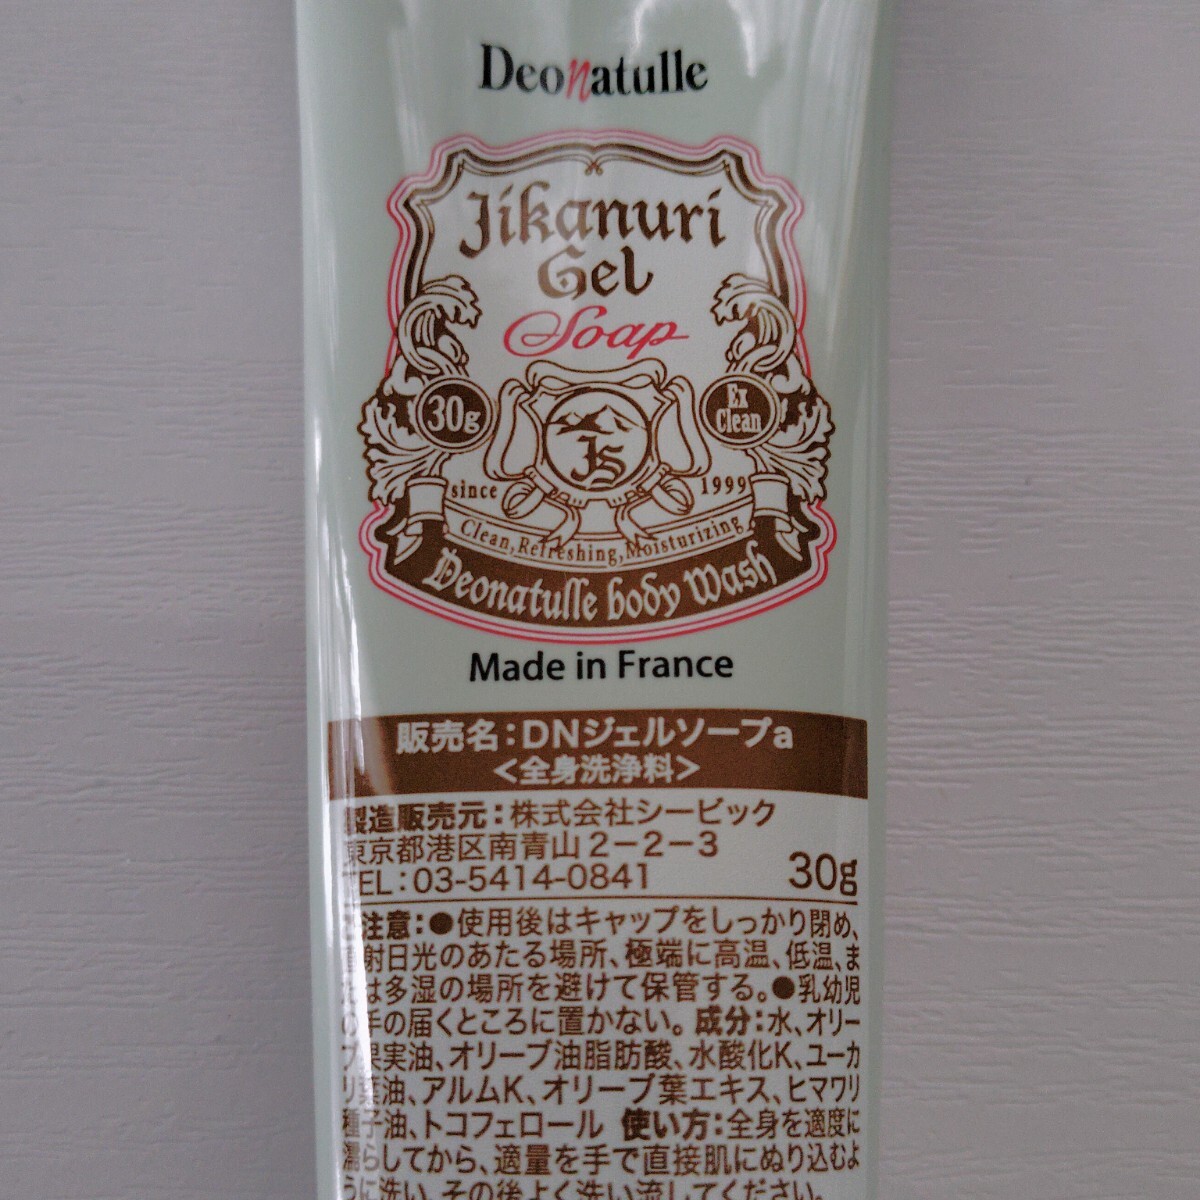 Deonatulle
Jikanuri
Gel
Soap
30g
Ex
Clean
JS
since 1999
Clean, Refreshing, Moisturizing
Deonatulle body Wash
Made in France
販売名:DNジェルソープa
<全身洗浄料>
製造販売元:株式会社シービック
東京都港区南青山2-2-3
TEL:03-5414-0841 30g
注意:●使用後はキャップをしっかり閉め、
直射日光のあたる場所、極端に高温、低温、ま
たは多湿の場所を避けて保管する。●乳幼児
の手の届くところに置かない。成分:水、オリー
ブ果実油、オリーブ油脂肪酸、水酸化K、ユーカ
リ葉油、アルムK、オリーブ葉エキス、ヒマワリ
種子油、トコフェロール 使い方:全身を適度に
濡らしてから、適量を手で直接肌にぬり込むよ
うに洗い、その後よく洗い流してください。